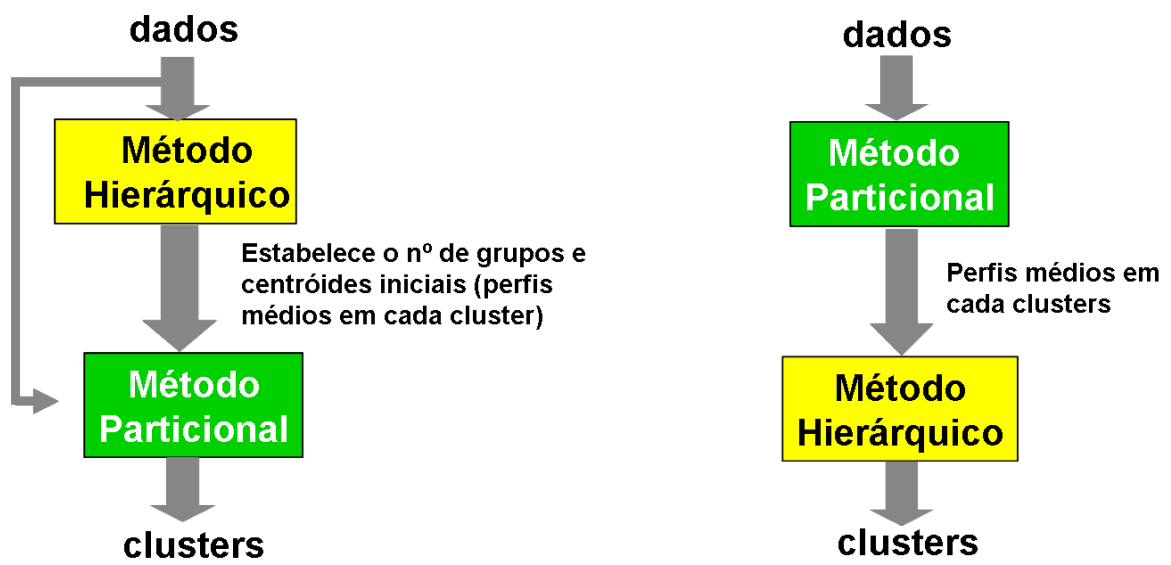 dados
Método
Hierárquico
Estabelece o nº de grupos e
centróides iniciais (perfis
médios em cada cluster)
Método
Particional
clusters
dados
Método
Particional
Perfis médios em
cada clusters
Método
Hierárquico
clusters